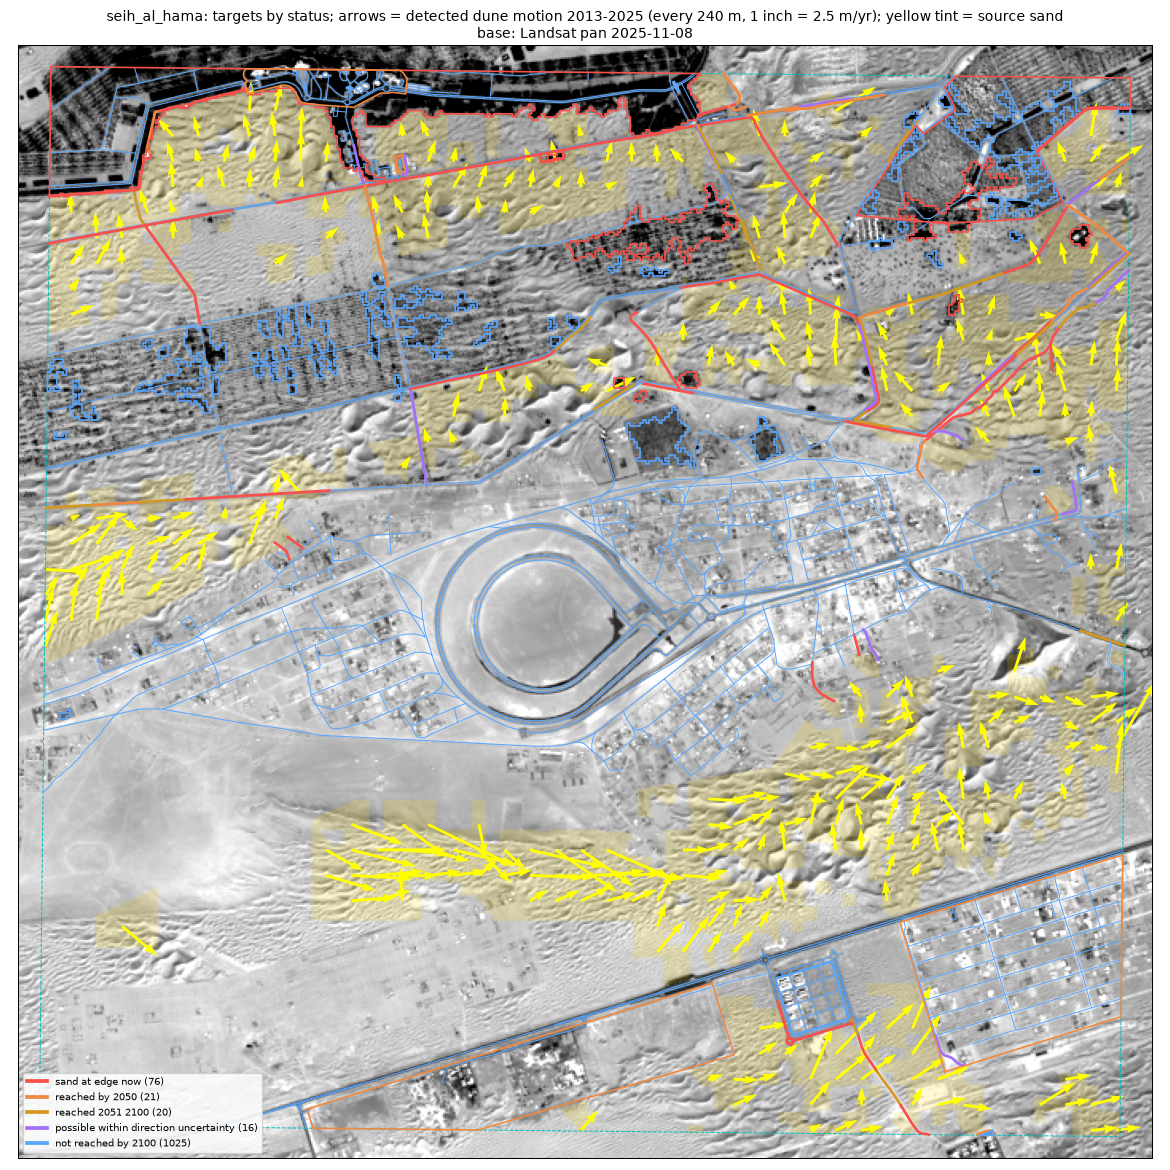 seih_al_hama: targets by status; arrows = detected dune motion 2013-2025 (every 240 m, 1 inch = 2.5 m/yr); yellow tint = source sand
base: Landsat pan 2025-11-08
sand at edge now (76)
reached by 2050 (21)
reached 2051 2100 (20)
possible within direction uncertainty (16)
not reached by 2100 (1025)